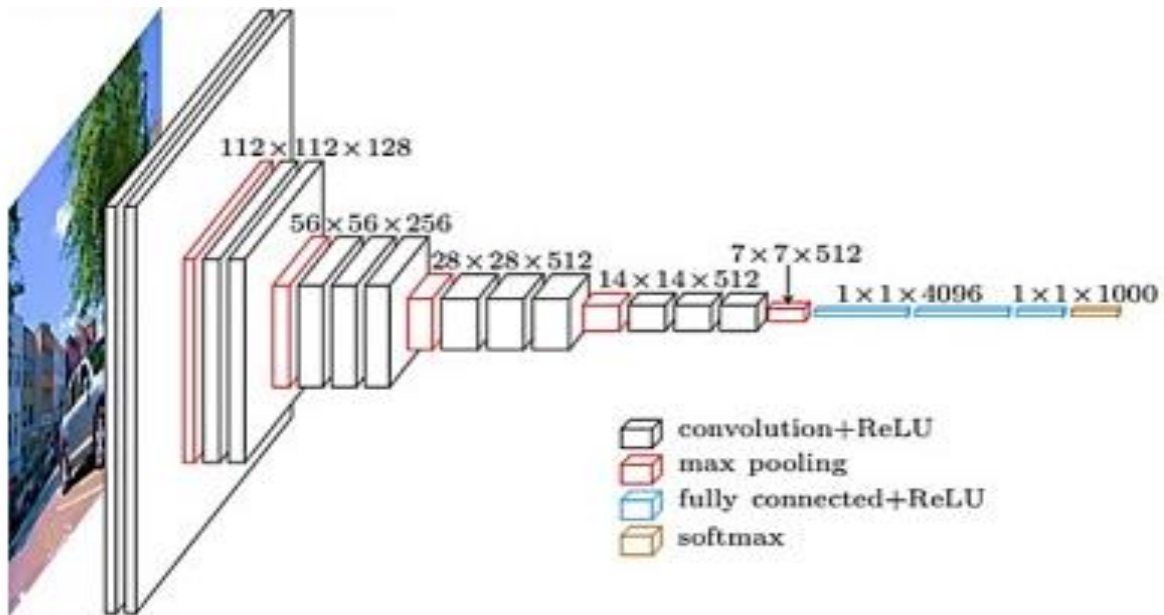 112×112×128
56×56×256
28×28×512
14×14×512
7×7×512
1×1×4096
1×1×1000
convolution+ReLU
max pooling
fully connected+ReLU
softmax